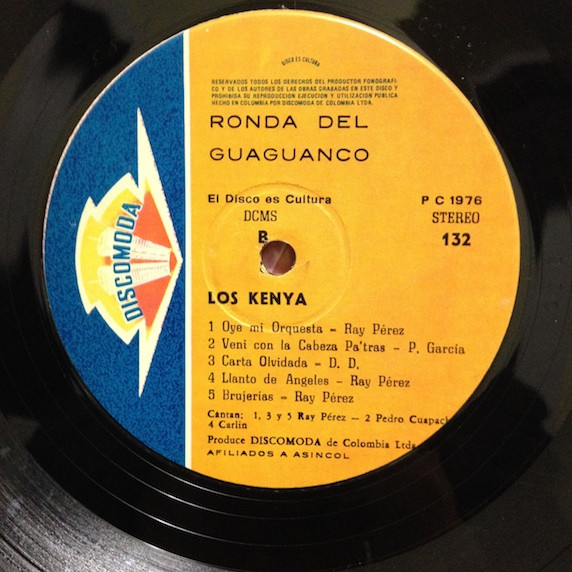 DISCO ES CULTURA
RESERVADOS TODOS LOS DERECHOS DEL PRODUCTOR FONOGRAFI-
CO Y DE LOS AUTORES DE LAS OBRAS GRABADAS EN ESTE DISCO Y
PROHIBIDA SU REPRODUCCION EJECUCION Y UTILIZACION PUBLICA
HECHO EN COLOMBIA POR DISCOMODA DE COLOMBIA LTDA.
RONDA DEL
GUAGUANCO
El Disco es Cultura P C 1976
DCMS STEREO
B 132
DISCOMODA
LOS KENYA
1 Oye mi Orquesta - Ray Pérez
2 Veni con la Cabeza Pa'tras - P. García
3 Carta Olvidada - D. D.
4 Llanto de Angeles - Ray Pérez
5 Brujerías - Ray Pérez
Cantan: 1, 3 y 5 Ray Pérez - 2 Pedro Cuapach
4 Carlin
Produce DISCOMODA de Colombia Ltda
AFILIADOS A ASINCOL